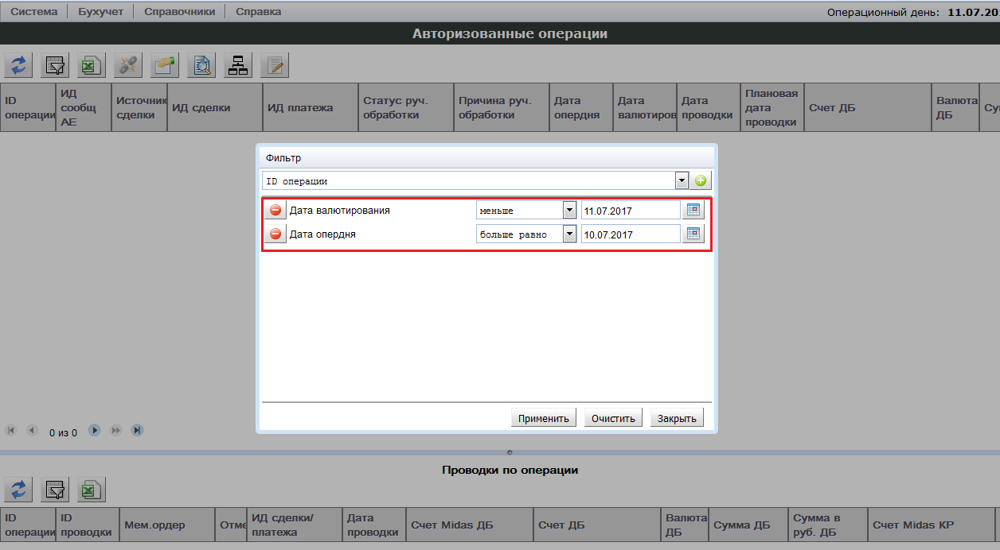 Система Бухучет Справочники Справка Операционный день: 11.07.20
Авторизованные операции
ID операции
ИД сообщ АЕ
Источник сделки
ИД сделки
ИД платежа
Статус руч. обработки
Причина руч. обработки
Дата опердня
Дата валютиров
Дата проводки
Плановая дата проводки
Счет ДБ
Валюта ДБ
Су
Фильтр
ID операции
Дата валютирования меньше 11.07.2017
Дата опердня больше равно 10.07.2017
Применить Очистить Закрыть
0 из 0
Проводки по операции
ID операции
ID проводки
Мем.ордер
Отме
ИД сделки/ платежа
Дата проводки
Счет Midas ДБ
Счет ДБ
Валюта ДБ
Сумма ДБ
Сумма в руб. ДБ
Счет Midas КР